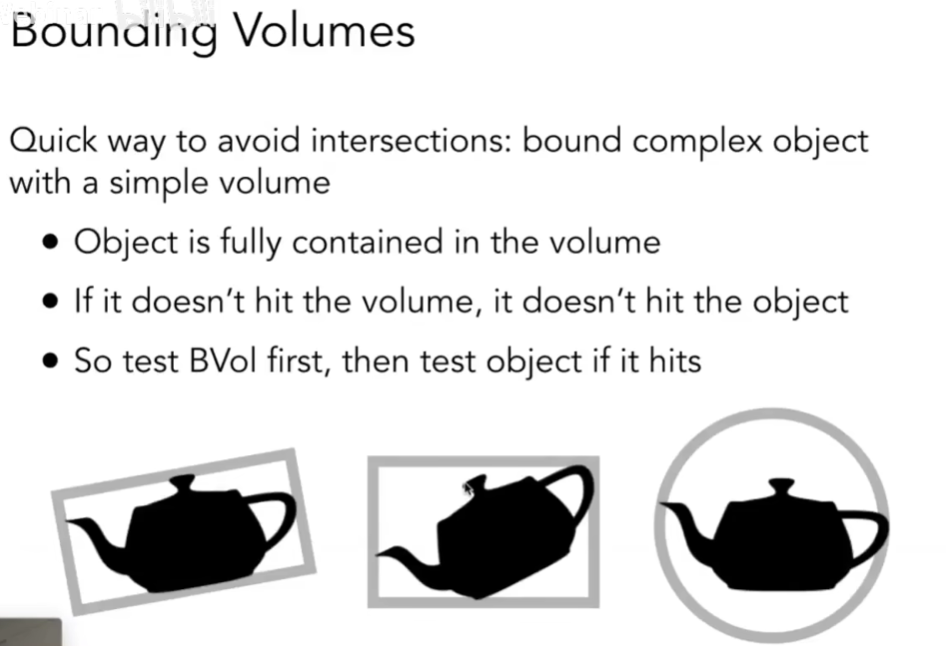 Bounding Volumes
Quick way to avoid intersections: bound complex object
with a simple volume
• Object is fully contained in the volume
• If it doesn't hit the volume, it doesn't hit the object
• So test BVol first, then test object if it hits